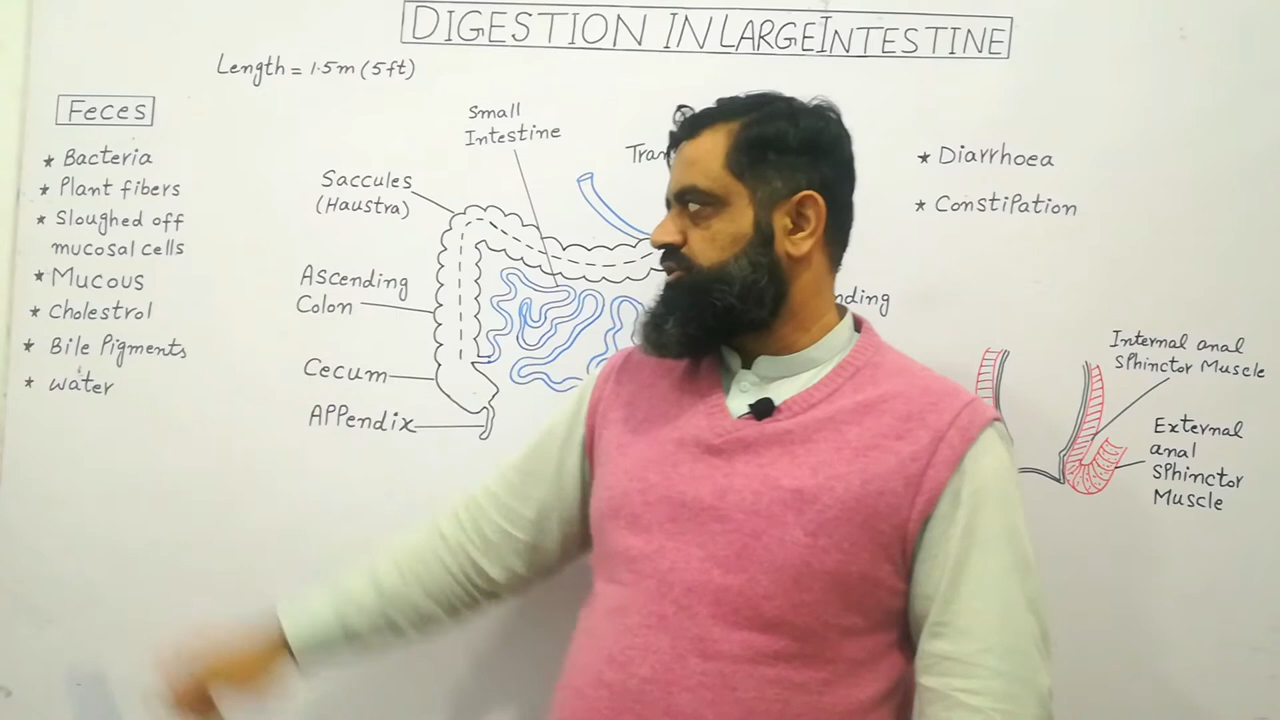 DIGESTION IN LARGE INTESTINE
Length = 1.5m (5ft)
Feces
* Bacteria
* Plant fibers
* Sloughed off
mucosal cells
* Mucous
* Cholestrol
* Bile Pigments
* water
Small
Intestine
Saccules
(Haustra)
Ascending
Colon
Cecum
APPendix
* Diarrhoea
* ConstiPation
Internal anal
SPhinctor Muscle
External
anal
SPhinctor
Muscle